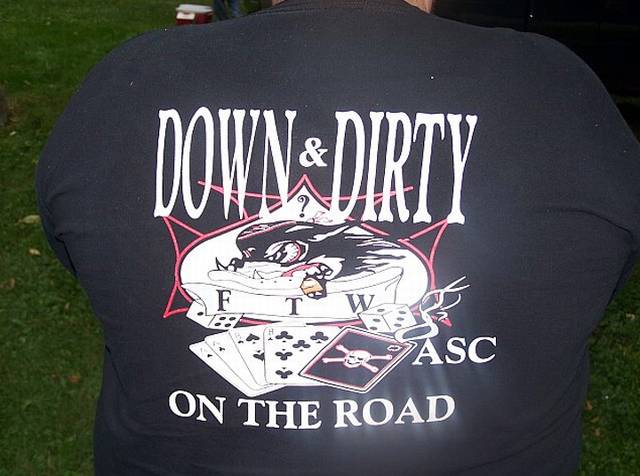 DOWN & DIRTY
?
F T W
ASC
ON THE ROAD